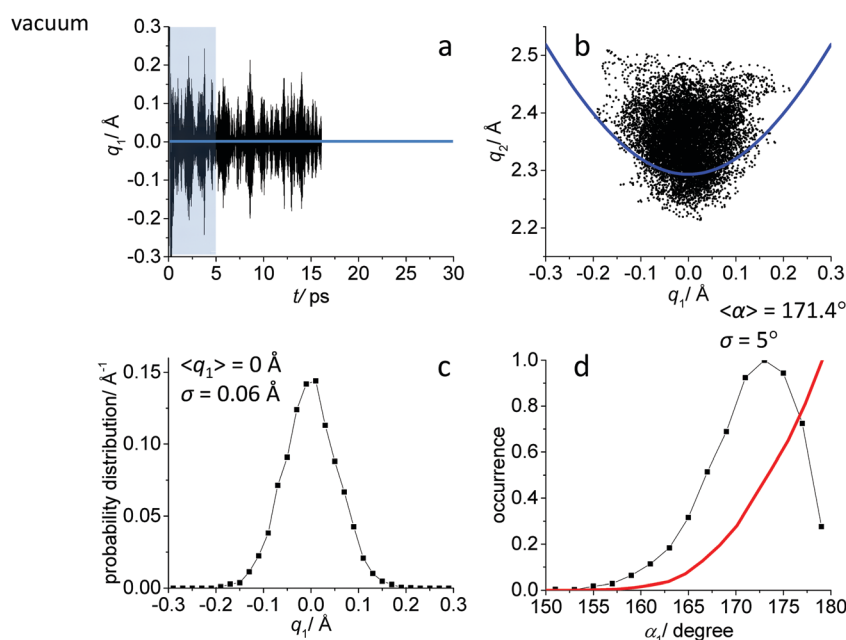 vacuum
a
0.3
0.2
0.1
0.0
-0.1
-0.2
-0.3
q₁/ Å
0 5 10 15 20 25 30
t/ ps
b
2.5
2.4
2.3
2.2
q₂/ Å
-0.3 -0.2 -0.1 0.0 0.1 0.2 0.3
q₁/ Å
<α> = 171.4°
σ = 5°
c
<q₁> = 0 Å
σ = 0.06 Å
0.15
0.10
0.05
0.00
probability distribution/ Å⁻¹
-0.3 -0.2 -0.1 0.0 0.1 0.2 0.3
q₁/ Å
d
1.0
0.8
0.6
0.4
0.2
0.0
occurrence
150 155 160 165 170 175 180
α₁/ degree